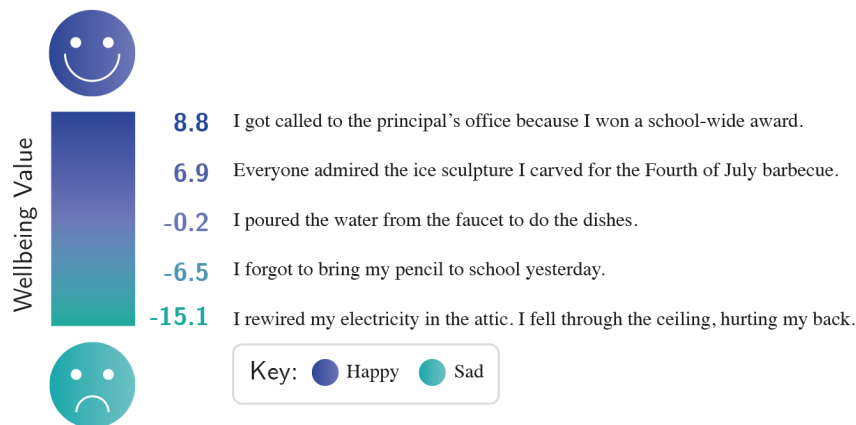 Wellbeing Value
8.8 I got called to the principal’s office because I won a school-wide award.
6.9 Everyone admired the ice sculpture I carved for the Fourth of July barbecue.
-0.2 I poured the water from the faucet to do the dishes.
-6.5 I forgot to bring my pencil to school yesterday.
-15.1 I rewired my electricity in the attic. I fell through the ceiling, hurting my back.
Key: Happy Sad